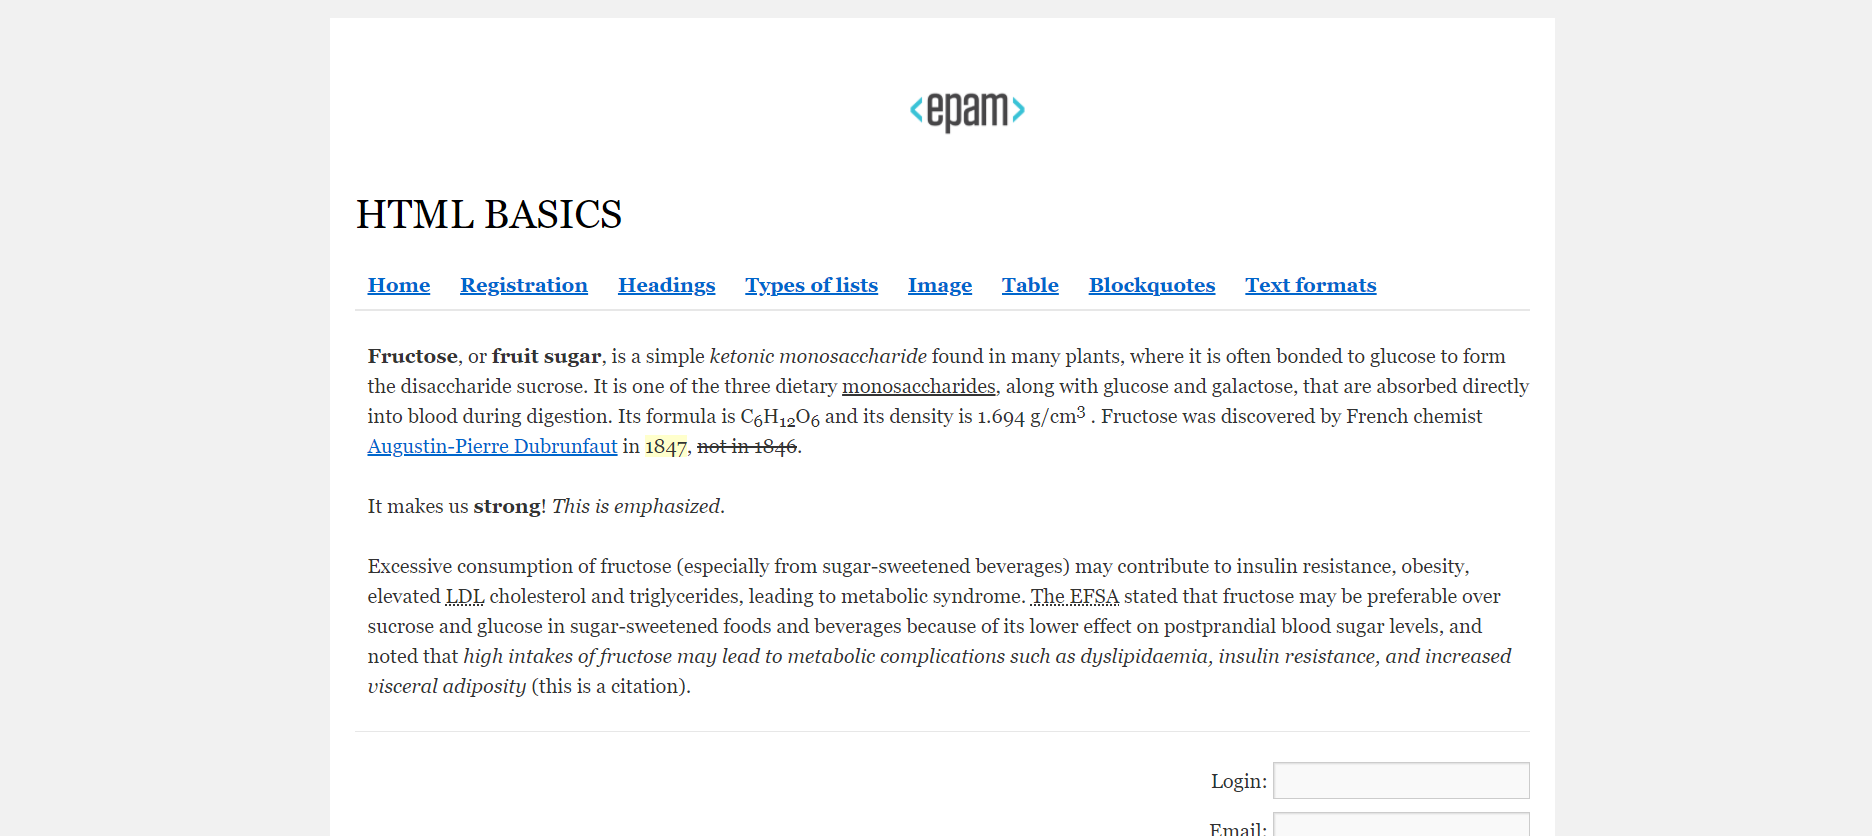 <epam>
HTML BASICS
Home Registration Headings Types of lists Image Table Blockquotes Text formats
Fructose, or fruit sugar, is a simple ketonic monosaccharide found in many plants, where it is often bonded to glucose to form
the disaccharide sucrose. It is one of the three dietary monosaccharides, along with glucose and galactose, that are absorbed directly
into blood during digestion. Its formula is C₆H₁₂O₆ and its density is 1.694 g/cm³ . Fructose was discovered by French chemist
Augustin-Pierre Dubrunfaut in 1847, not in 1846.
It makes us strong! This is emphasized.
Excessive consumption of fructose (especially from sugar-sweetened beverages) may contribute to insulin resistance, obesity,
elevated LDL cholesterol and triglycerides, leading to metabolic syndrome. The EFSA stated that fructose may be preferable over
sucrose and glucose in sugar-sweetened foods and beverages because of its lower effect on postprandial blood sugar levels, and
noted that high intakes of fructose may lead to metabolic complications such as dyslipidaemia, insulin resistance, and increased
visceral adiposity (this is a citation).
Login:
Email: